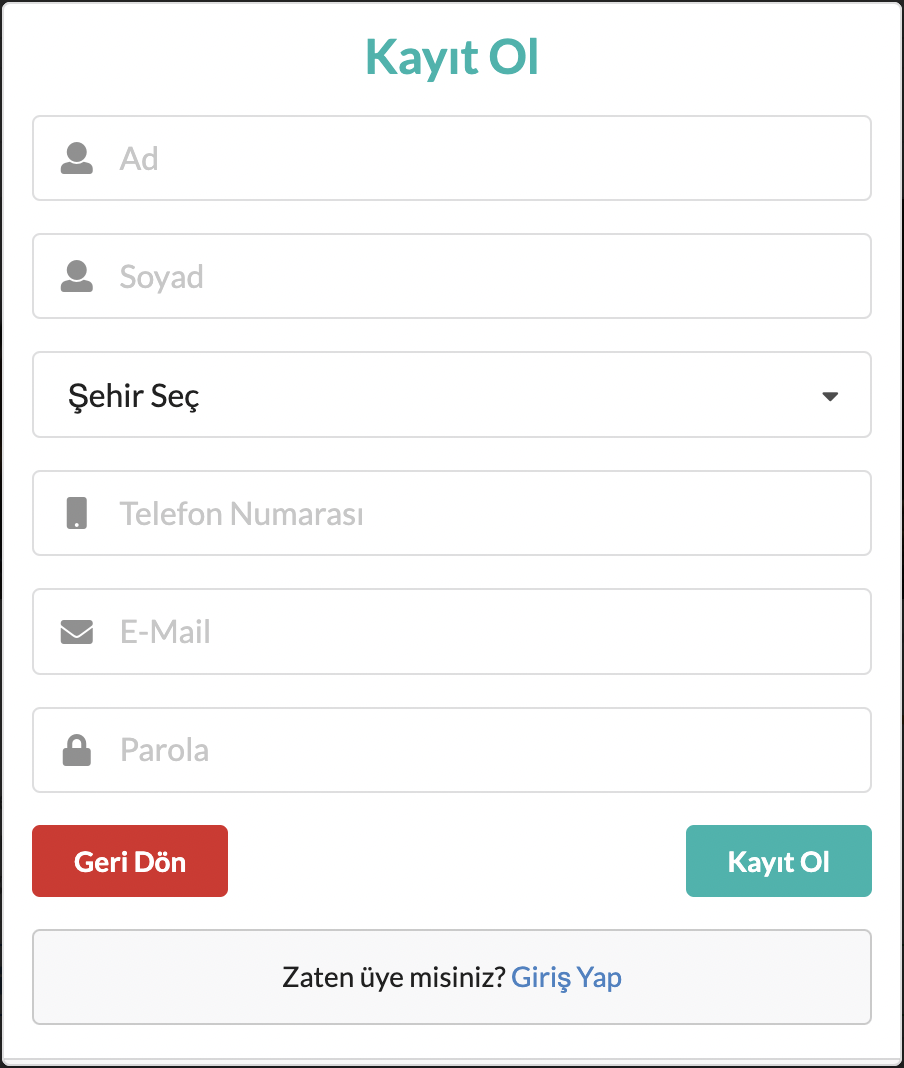 Kayıt Ol
Ad
Soyad
Şehir Seç
Telefon Numarası
E-Mail
Parola
Geri Dön
Kayıt Ol
Zaten üye misiniz? Giriş Yap